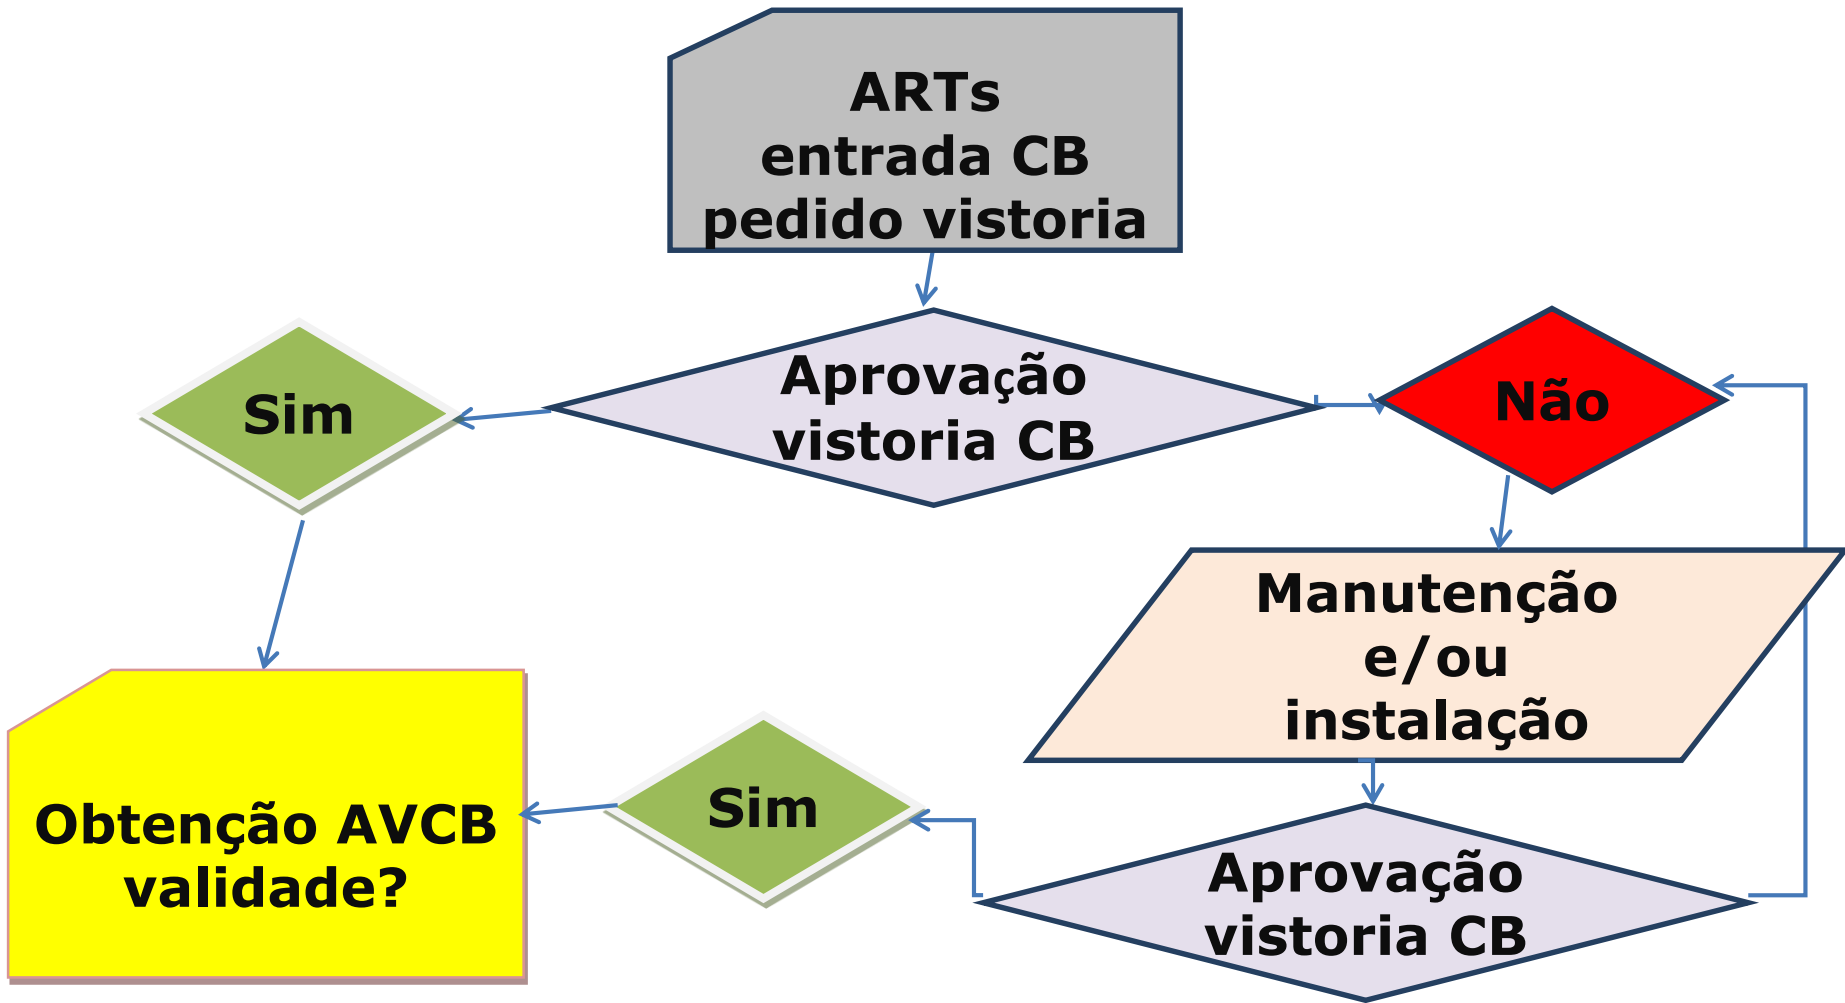 ARTs
entrada CB
pedido vistoria
Sim
Aprovação
vistoria CB
Não
Manutenção
e/ou
instalação
Obtenção AVCB
validade?
Sim
Aprovação
vistoria CB